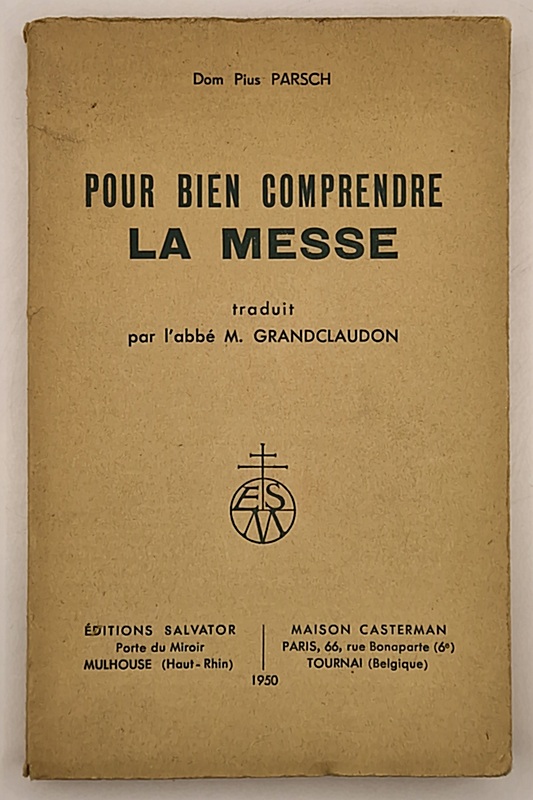 Dom Pius PARSCH
POUR BIEN COMPRENDRE
LA MESSE
traduit
par l'abbé M. GRANDCLAUDON
ESM
ÉDITIONS SALVATOR
Porte du Miroir
MULHOUSE (Haut-Rhin)
MAISON CASTERMAN
PARIS, 66, rue Bonaparte (6e)
TOURNAI (Belgique)
1950